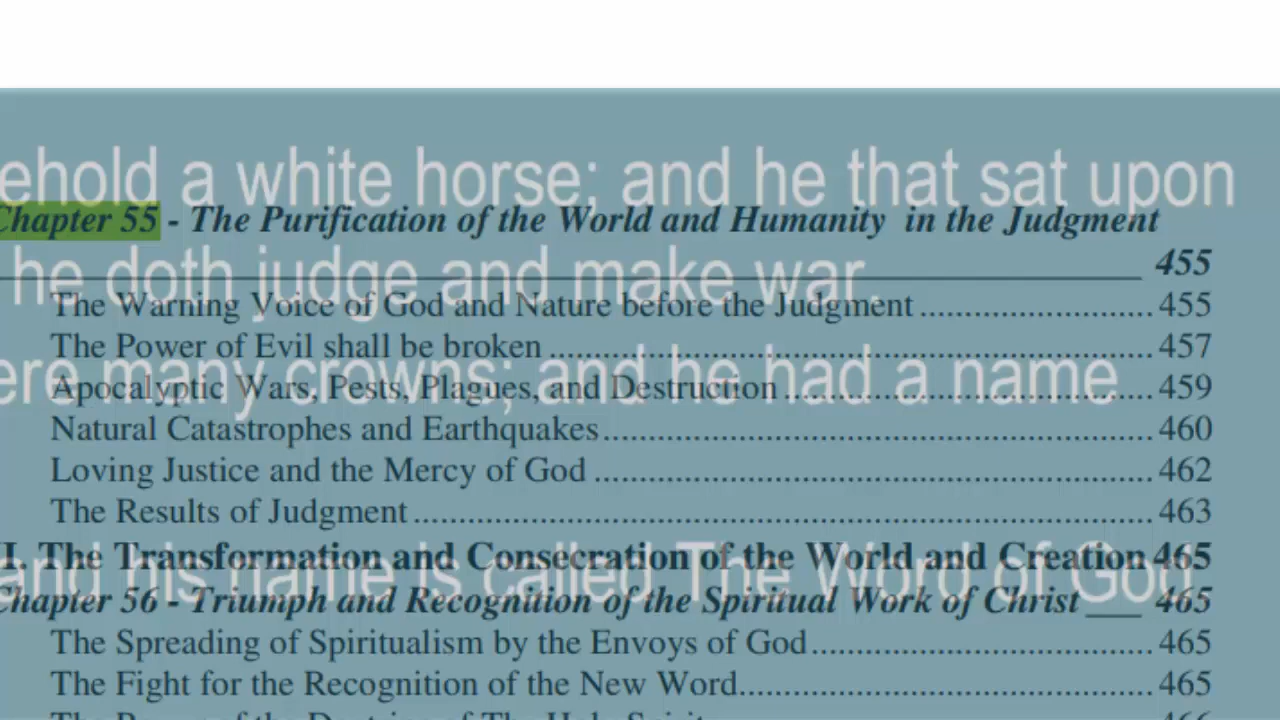 ehold a white horse; and he that sat upon
Chapter 55 - The Purification of the World and Humanity in the Judgment
455
he doth judge and make war.
The Warning Voice of God and Nature before the Judgment 455
The Power of Evil shall be broken 457
ere many crowns; and he had a name
Apocalyptic Wars, Pests, Plagues, and Destruction 459
Natural Catastrophes and Earthquakes 460
Loving Justice and the Mercy of God 462
The Results of Judgment 463
I. The Transformation and Consecration of the World and Creation 465
and his name is called The Word of God
Chapter 56 - Triumph and Recognition of the Spiritual Work of Christ 465
The Spreading of Spiritualism by the Envoys of God 465
The Fight for the Recognition of the New Word 465